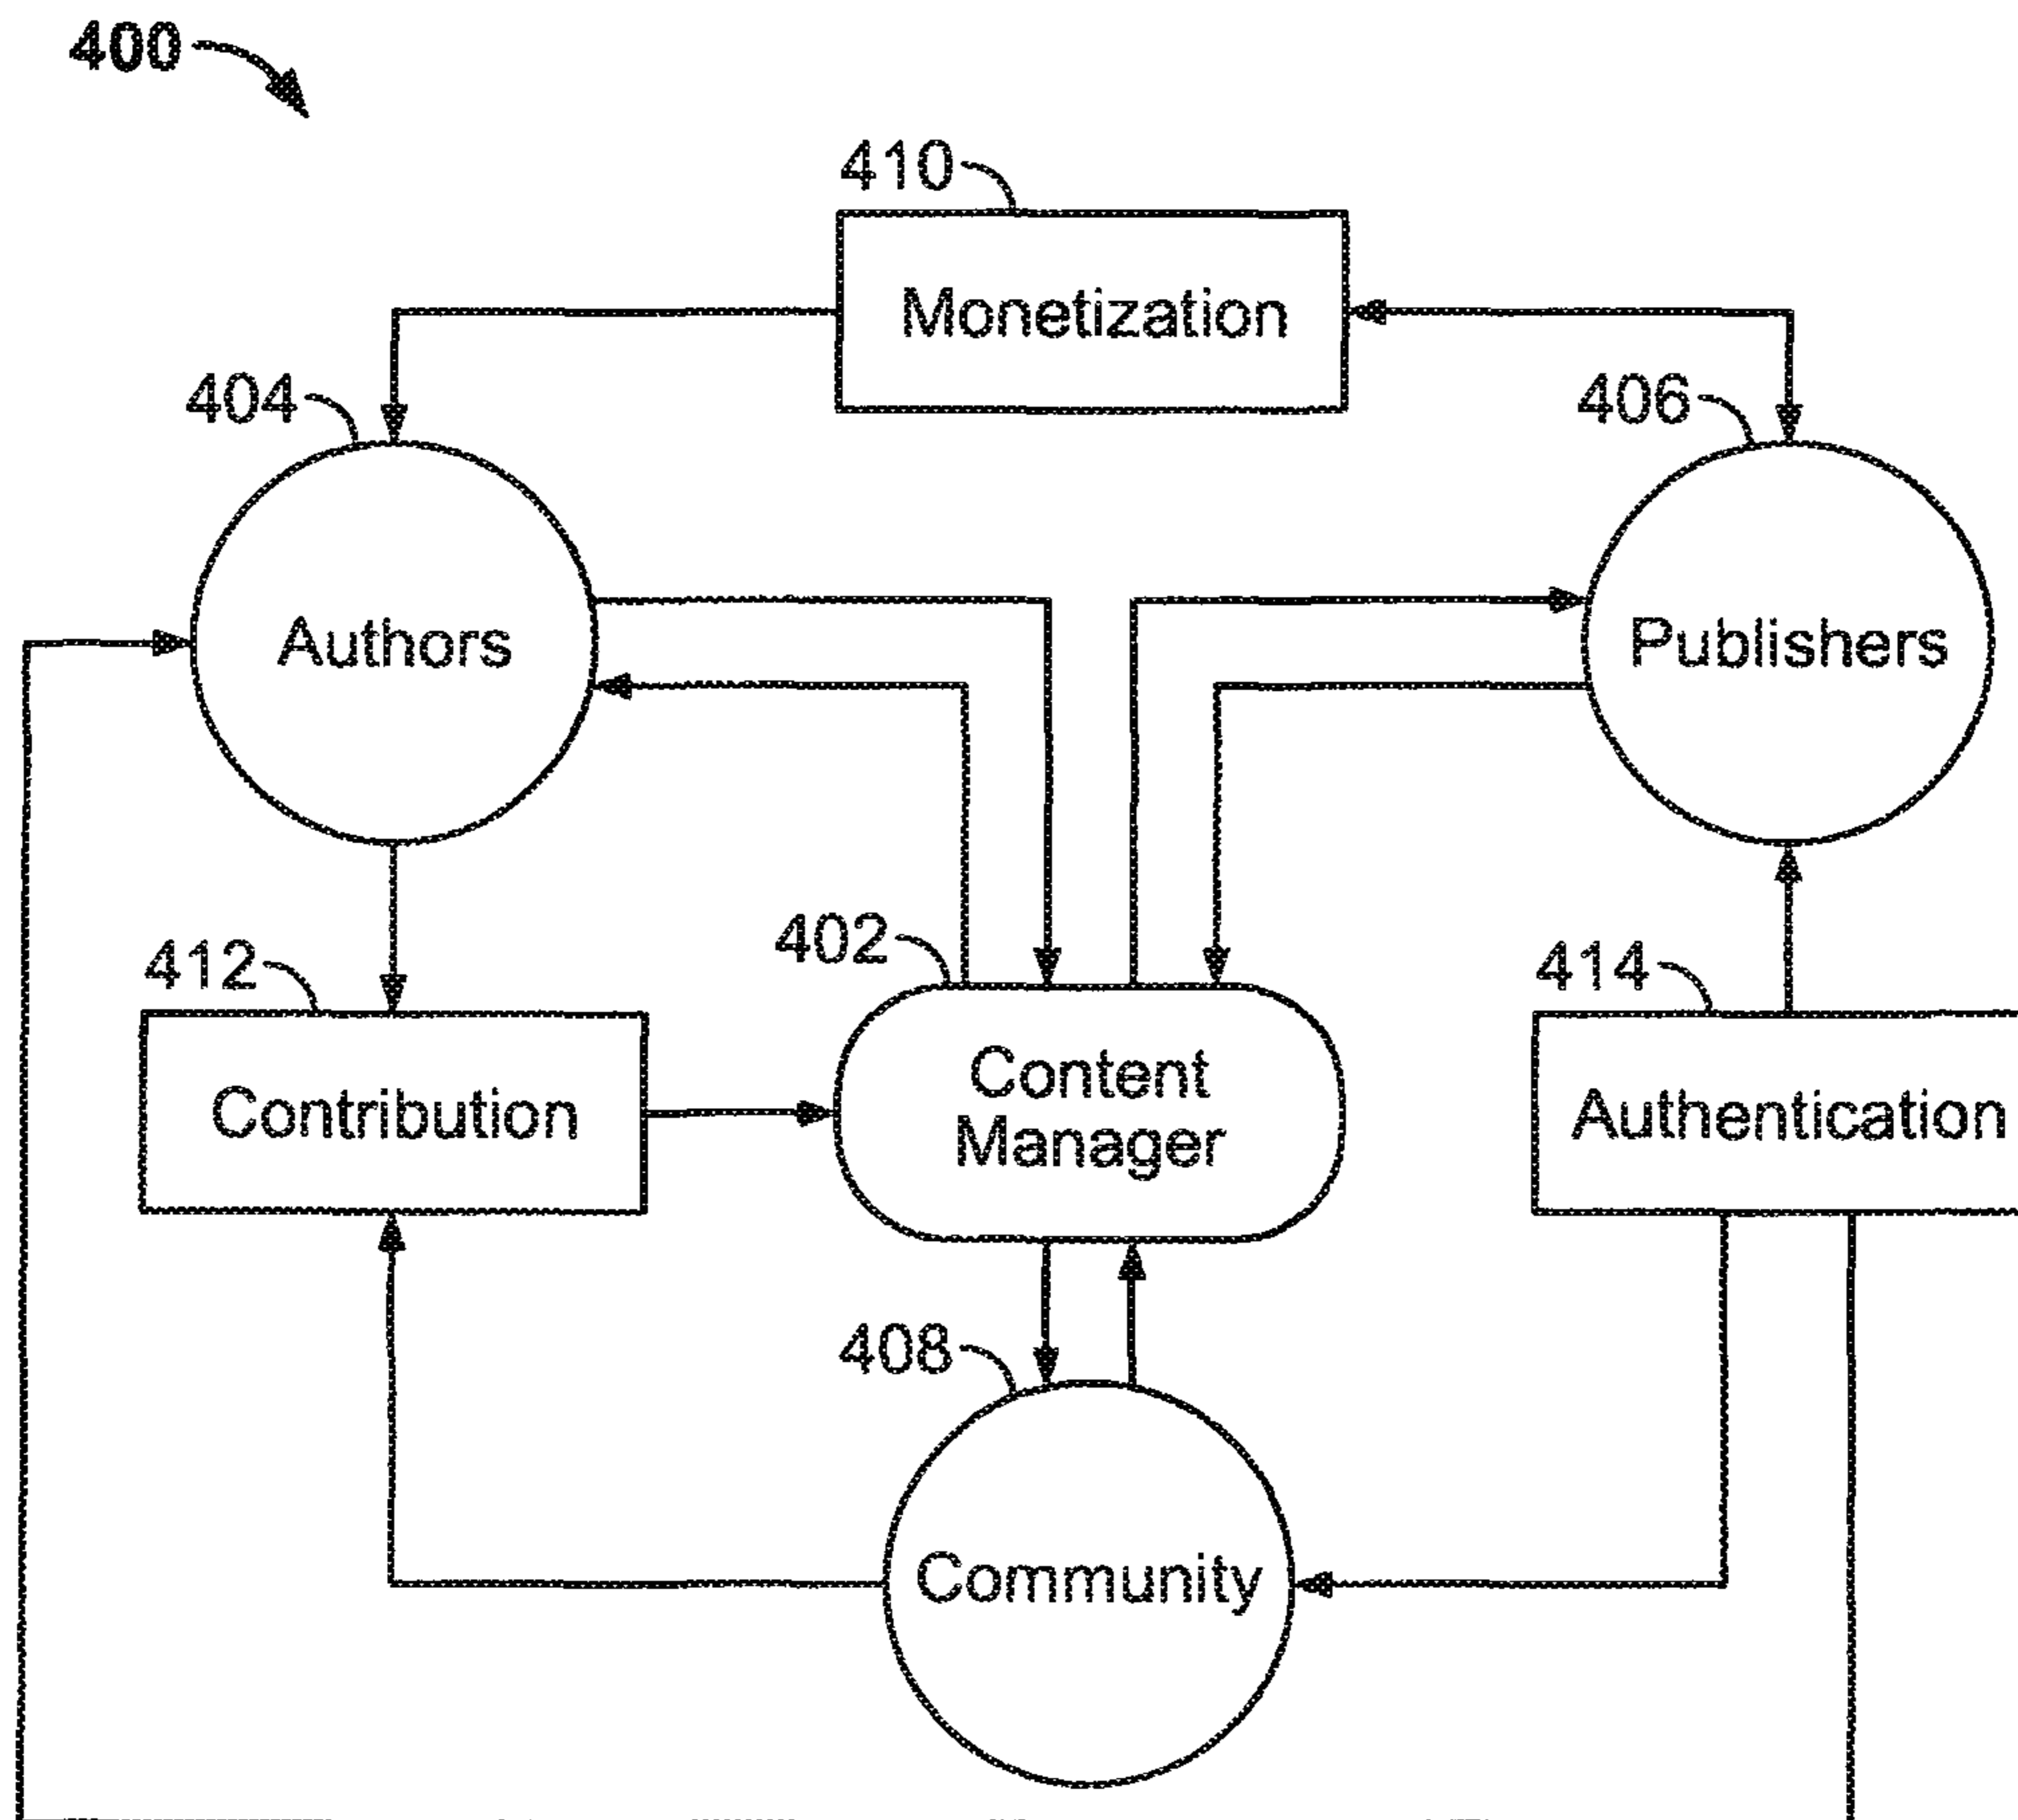 400
410
Monetization
404
406
Authors
Publishers
402
412
414
Content
Manager
Contribution
Authentication
408
Community